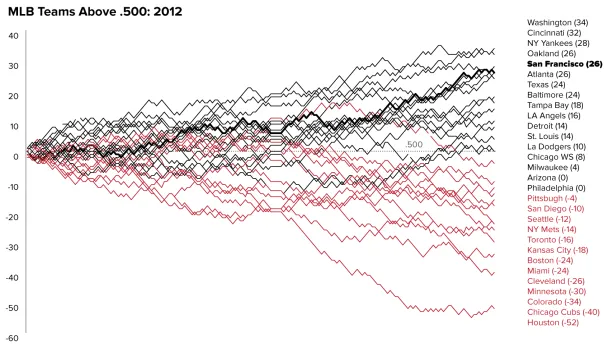 MLB Teams Above .500: 2012
40
30
20
10
0
-10
-20
-30
-40
-50
-60
.500
Washington (34)
Cincinnati (32)
NY Yankees (28)
Oakland (26)
San Francisco (26)
Atlanta (26)
Texas (24)
Baltimore (24)
Tampa Bay (18)
LA Angels (16)
Detroit (14)
St. Louis (14)
La Dodgers (10)
Chicago WS (8)
Milwaukee (4)
Arizona (0)
Philadelphia (0)
Pittsbugh (-4)
San Diego (-10)
Seattle (-12)
NY Mets (-14)
Toronto (-16)
Kansas City (-18)
Boston (-24)
Miami (-24)
Cleveland (-26)
Minnesota (-30)
Colorado (-34)
Chicago Cubs (-40)
Houston (-52)